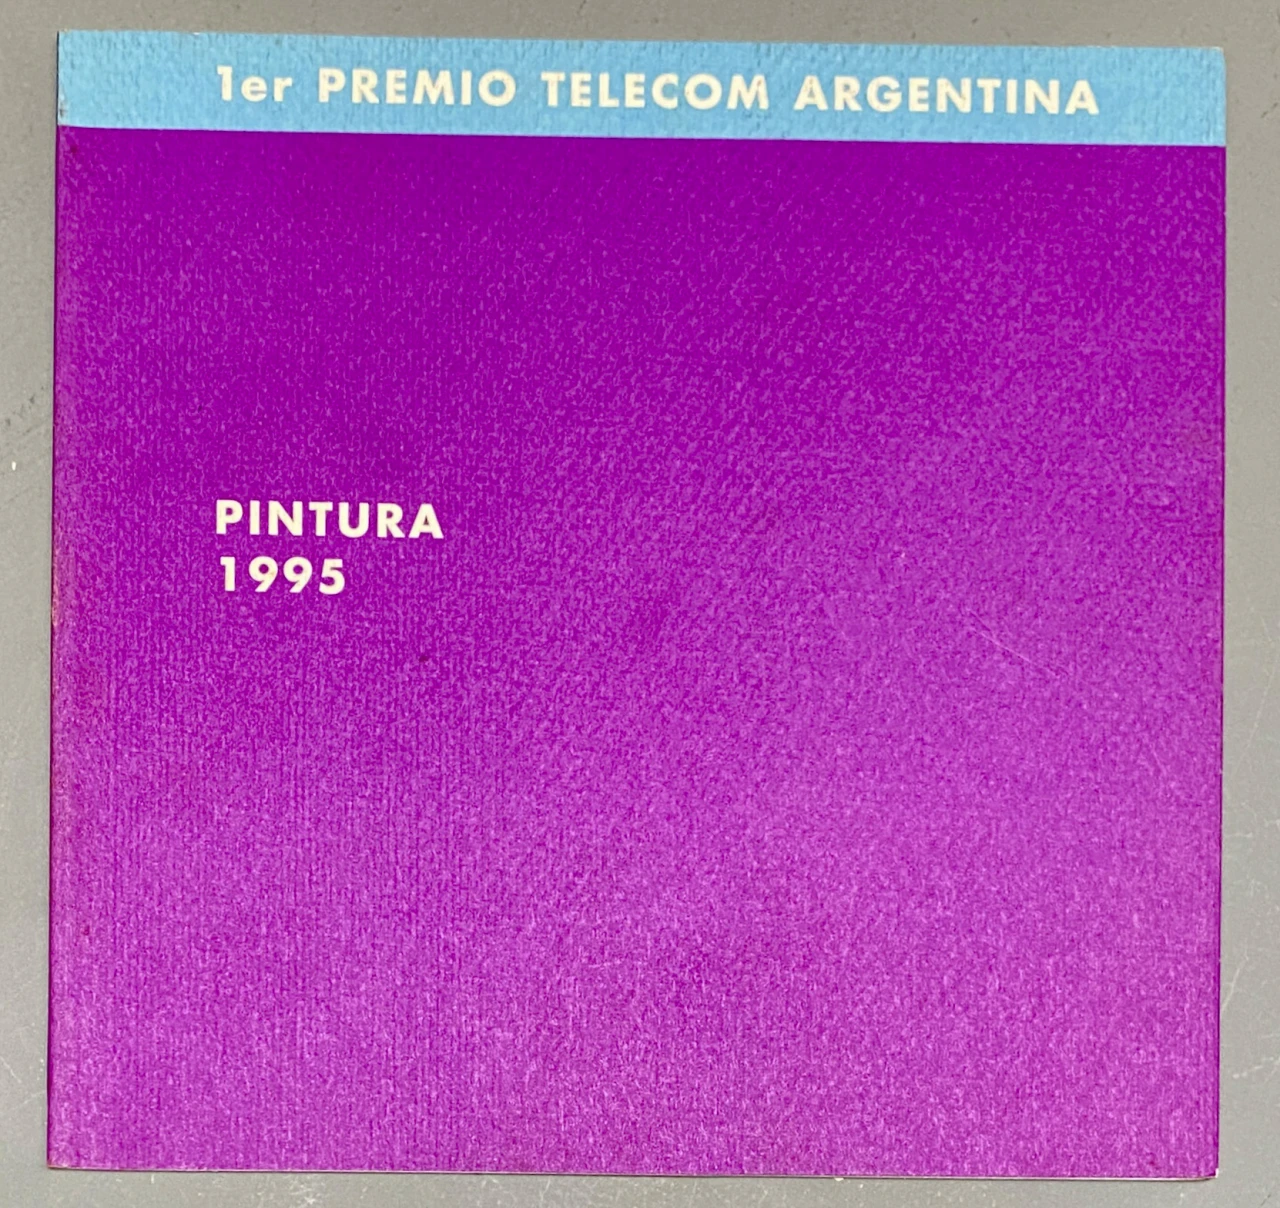 1er PREMIO TELECOM ARGENTINA
PINTURA
1995